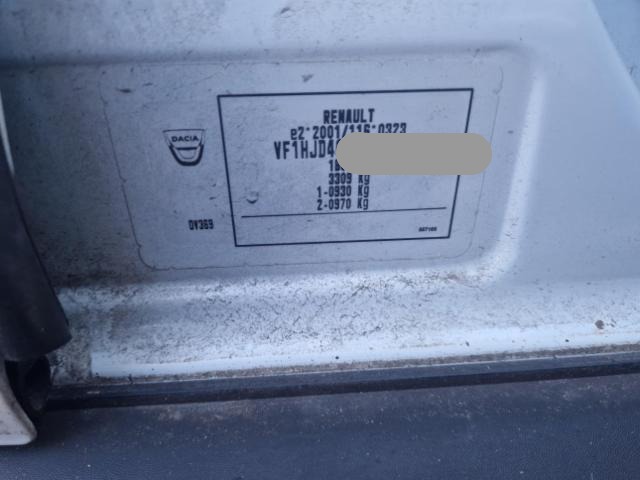 RENAULT
e2*2001/116*0323
VF1HJD4
DACIA
3309 Kg
1-0930 Kg
2-0970 Kg
DV369